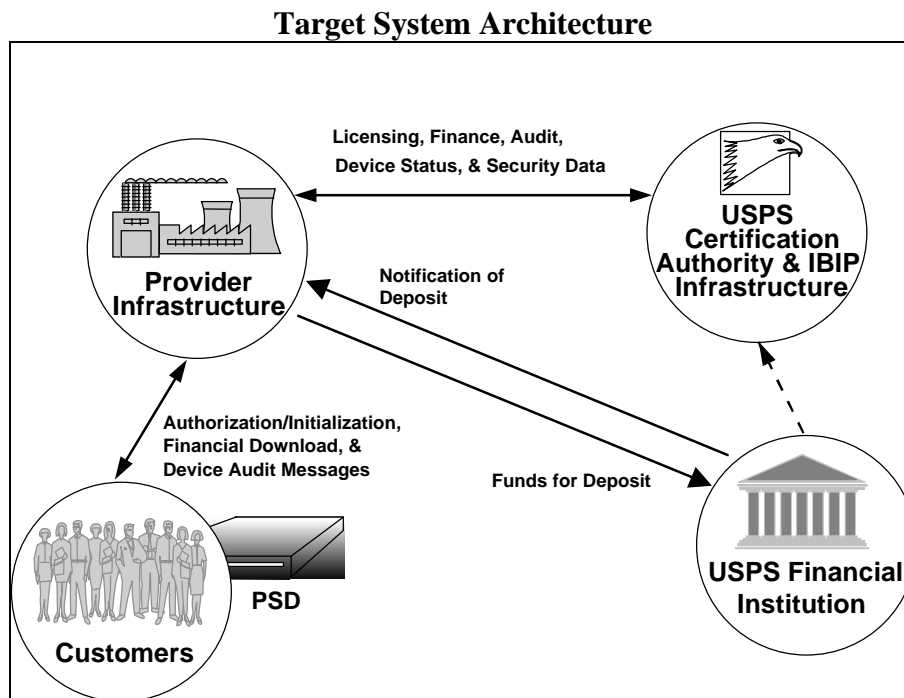 Target System Architecture
Licensing, Finance, Audit,
Device Status, & Security Data
Provider
Infrastructure
USPS
Certification
Authority & IBIP
Infrastructure
Notification of
Deposit
Authorization/Initialization,
Financial Download, &
Device Audit Messages
Funds for Deposit
PSD
Customers
USPS Financial
Institution